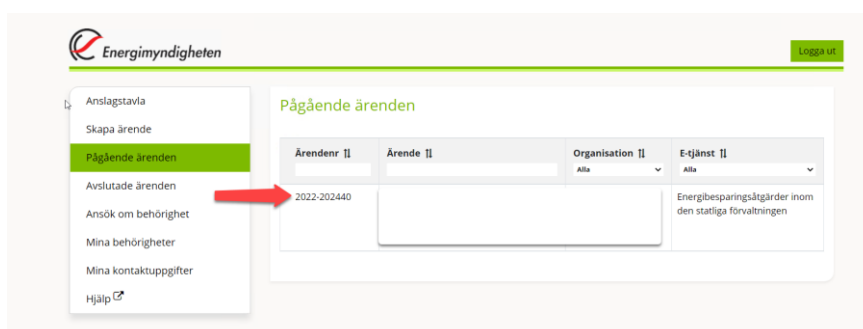 Energimyndigheten
Logga ut
Anslagstavla
Skapa ärende
Pågående ärenden
Avslutade ärenden
Ansök om behörighet
Mina behörigheter
Mina kontaktuppgifter
Hjälp
Pågående ärenden
Ärendenr Ärende Organisation E-tjänst
Alla Alla
2022-202440 Energibesparingsåtgärder inom
den statliga förvaltningen